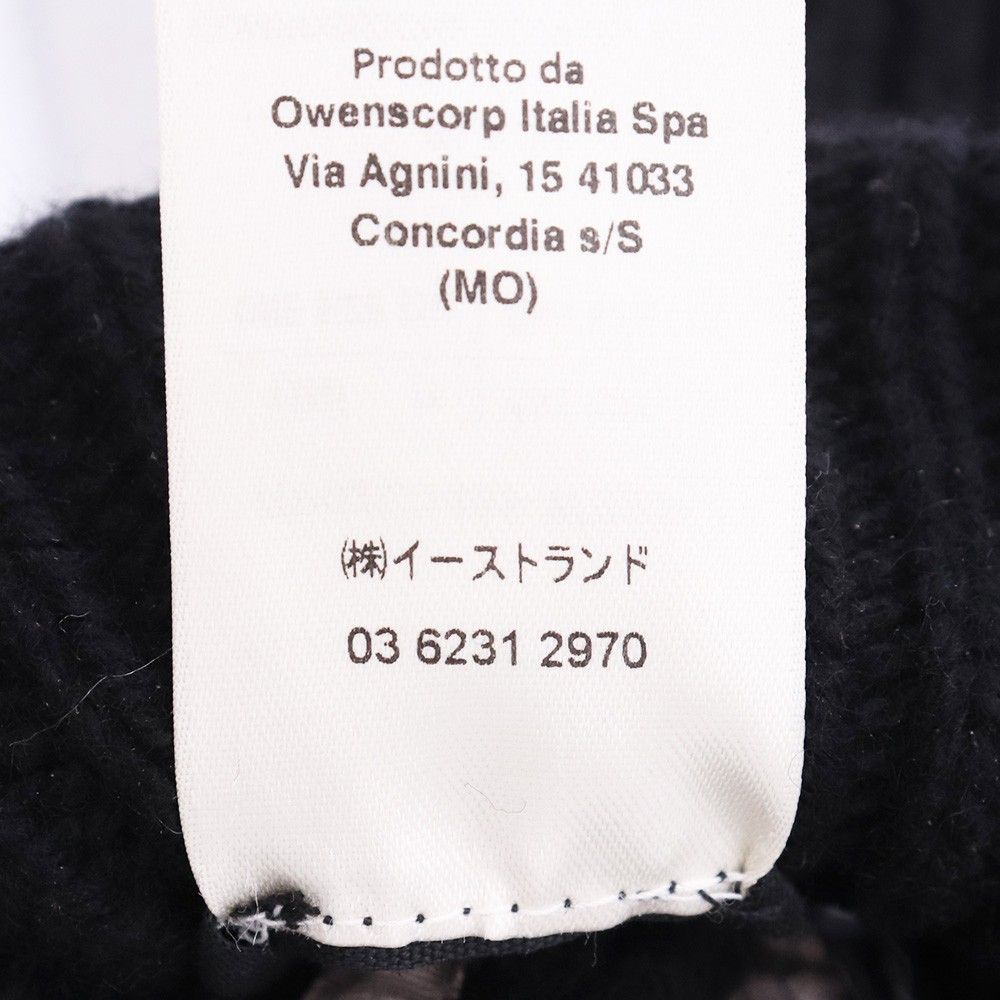 Prodotto da
Owenscorp Italia Spa
Via Agnini, 15 41033
Concordia s/S
(MO)
㈱イーストランド
03 6231 2970